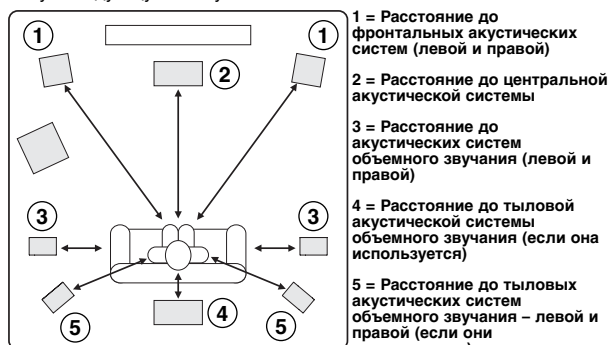 1
1
2
3
3
4
5
5
1 = Расстояние до
фронтальных акустических
систем (левой и правой)
2 = Расстояние до центральной
акустической системы
3 = Расстояние до
акустических систем
объемного звучания (левой и
правой)
4 = Расстояние до тыловой
акустической системы
объемного звучания (если она
используется)
5 = Расстояние до тыловых
акустических систем
объемного звучания – левой и
правой (если они